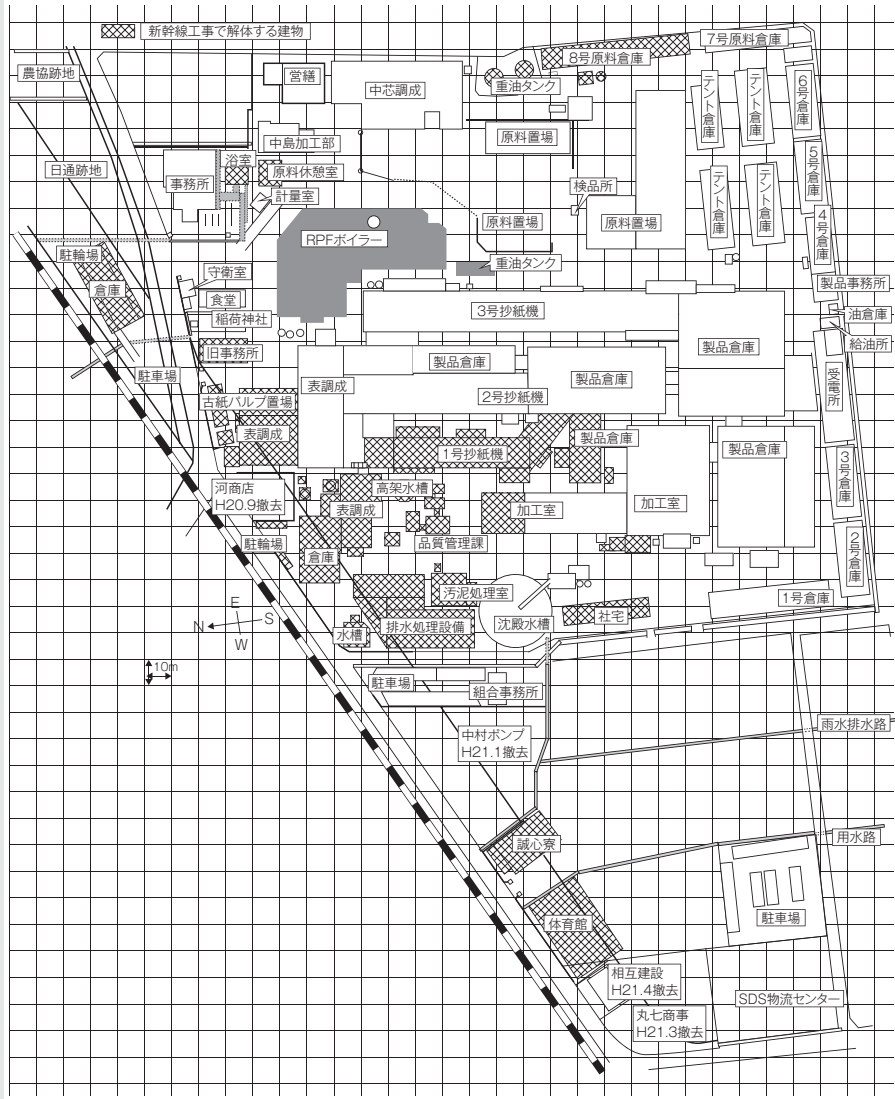 新幹線工事で解体する建物
7号原料倉庫
8号原料倉庫
農協跡地
営繕
中芯調成
重油タンク
テント倉庫
テント倉庫
6号倉庫
中島加工部
原料置場
浴室
原料休憩室
日通跡地
事務所
計量室
検品所
5号倉庫
テント倉庫
テント倉庫
原料置場
原料置場
4号倉庫
RPFボイラー
駐輪場
重油タンク
守衛室
倉庫
製品事務所
食堂
3号抄紙機
油倉庫
稲荷神社
給油所
旧事務所
製品倉庫
製品倉庫
駐車場
表調成
製品倉庫
受電所
古紙パルプ置場
2号抄紙機
表調成
製品倉庫
1号抄紙機
製品倉庫
3号倉庫
河商店
H20.9撤去
高架水槽
表調成
加工室
加工室
駐輪場
倉庫
品質管理課
2号倉庫
汚泥処理室
1号倉庫
E
N
S
W
水槽
排水処理設備
沈殿水槽
社宅
10m
駐車場
組合事務所
中村ポンプ
H21.1撤去
雨水排水路
誠心寮
用水路
体育館
駐車場
相互建設
H21.4撤去
SDS物流センター
丸七商事
H21.3撤去